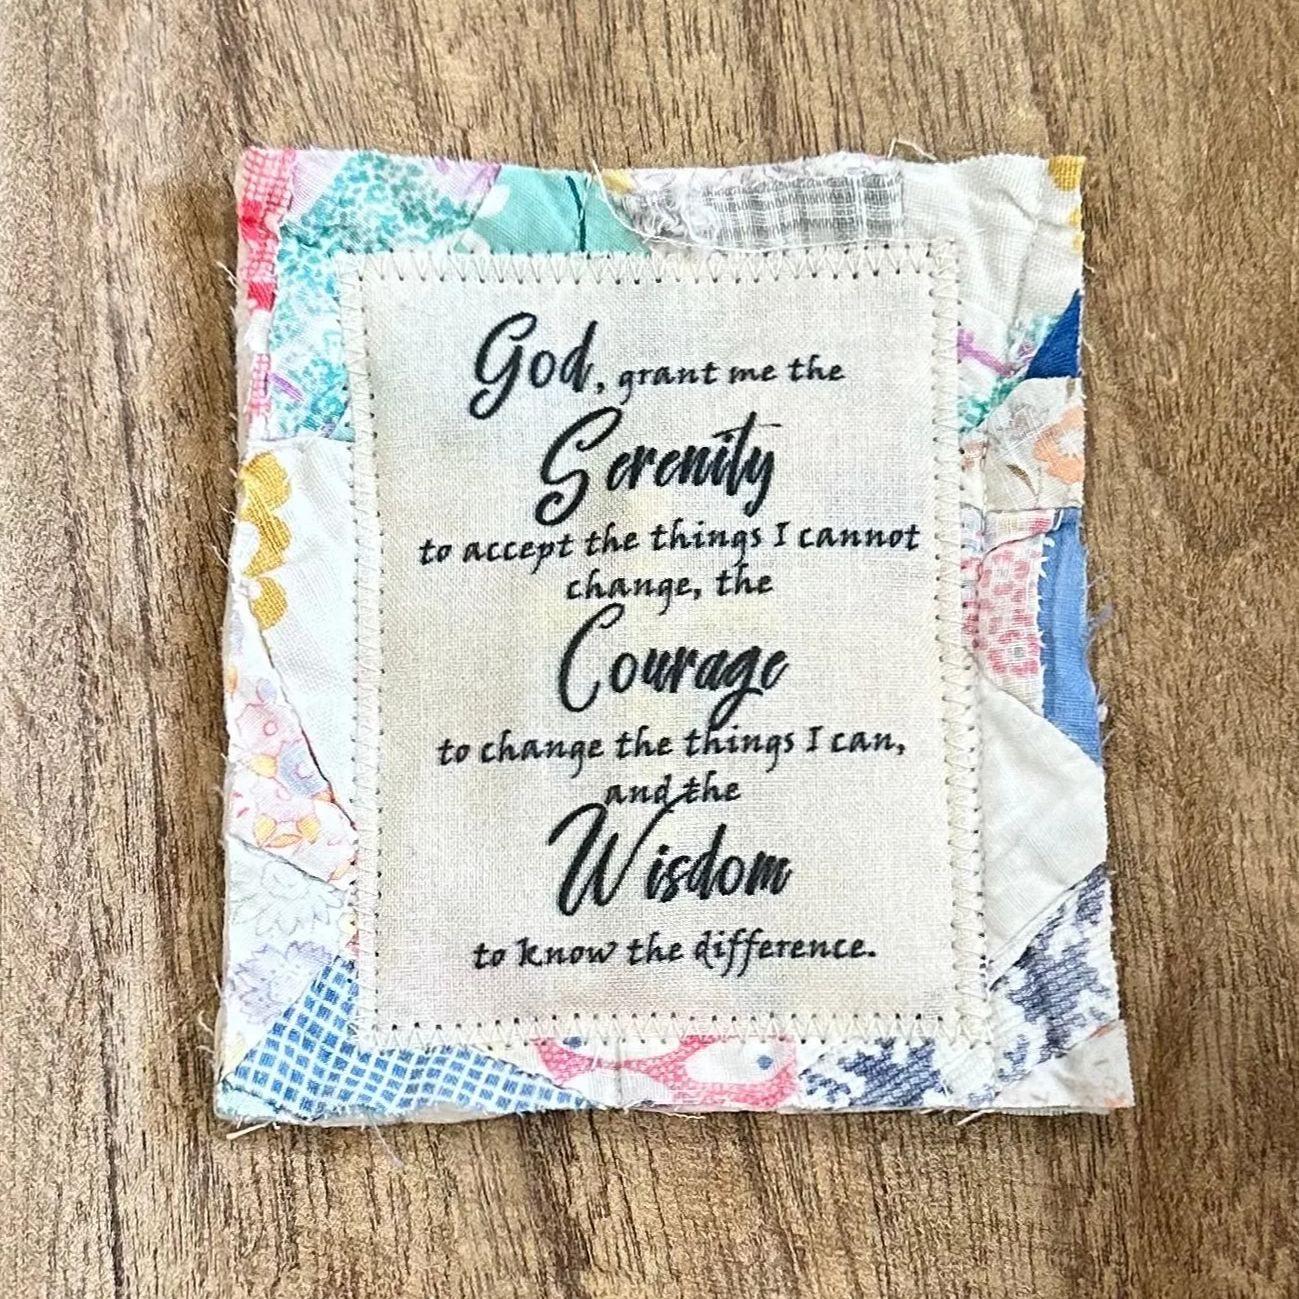 God, grant me the
Serenity
to accept the things I cannot
change, the
Courage
to change the things I can,
and the
Wisdom
to know the difference.